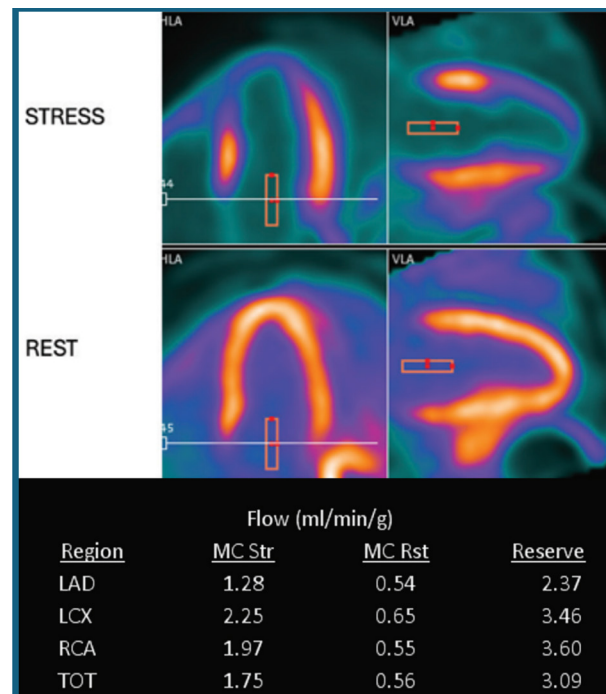 HLA
VLA
STRESS
44
HLA
VLA
REST
45
Flow (ml/min/g)
Region MC Str MC Rst Reserve
LAD 1.28 0.54 2.37
LCX 2.25 0.65 3.46
RCA 1.97 0.55 3.60
TOT 1.75 0.56 3.09